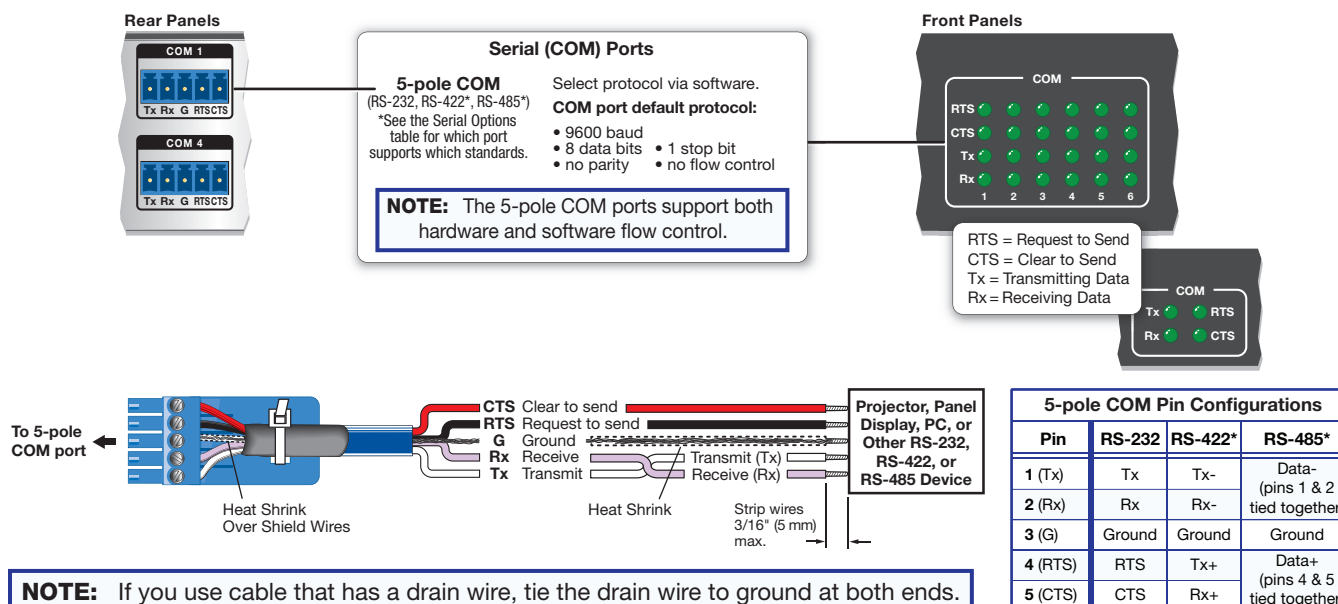 Rear Panels
COM 1
Tx Rx G RTS CTS
COM 4
Tx Rx G RTS CTS
Serial (COM) Ports
5-pole COM
(RS-232, RS-422*, RS-485*)
*See the Serial Options
table for which port
supports which standards.
Select protocol via software.
COM port default protocol:
• 9600 baud
• 8 data bits • 1 stop bit
• no parity • no flow control
NOTE: The 5-pole COM ports support both
hardware and software flow control.
Front Panels
COM
RTS
CTS
Tx
Rx
1 2 3 4 5 6
RTS = Request to Send
CTS = Clear to Send
Tx = Transmitting Data
Rx = Receiving Data
COM
Tx RTS
Rx CTS
To 5-pole
COM port
Heat Shrink
Over Shield Wires
CTS Clear to send
RTS Request to send
G Ground
Rx Receive
Tx Transmit
Transmit (Tx)
Receive (Rx)
Heat Shrink
Strip wires
3/16" (5 mm)
max.
Projector, Panel
Display, PC, or
Other RS-232,
RS-422, or
RS-485 Device
5-pole COM Pin Configurations
Pin RS-232 RS-422* RS-485*
1 (Tx) Tx Tx- Data-
(pins 1 & 2
tied together
2 (Rx) Rx Rx-
3 (G) Ground Ground Ground
4 (RTS) RTS Tx+ Data+
(pins 4 & 5
tied together
5 (CTS) CTS Rx+
NOTE: If you use cable that has a drain wire, tie the drain wire to ground at both ends.